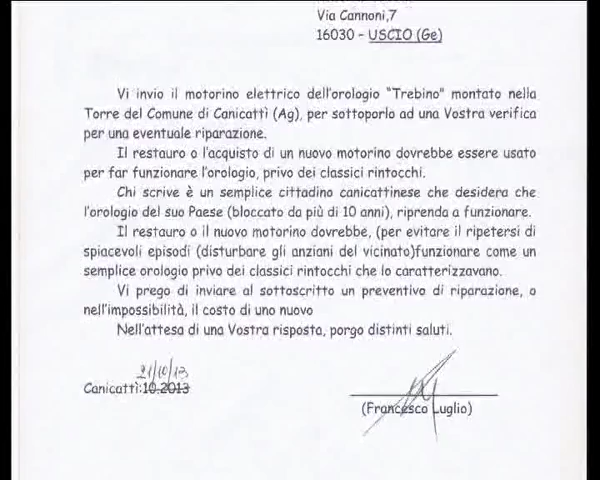 Via Cannoni,7
16030 - USCIO (Ge)
Vi invio il motorino elettrico dell'orologio "Trebino" montato nella
Torre del Comune di Canicattì (Ag), per sottoporlo ad una Vostra verifica
per una eventuale riparazione.
Il restauro o l'acquisto di un nuovo motorino dovrebbe essere usato
per far funzionare l'orologio, privo dei classici rintocchi.
Chi scrive è un semplice cittadino canicattinese che desidera che
l'orologio del suo Paese (bloccato da più di 10 anni), riprenda a funzionare.
Il restauro o il nuovo motorino dovrebbe, (per evitare il ripetersi di
spiacevoli episodi (disturbare gli anziani del vicinato)funzionare come un
semplice orologio privo dei classici rintocchi che lo caratterizzavano.
Vi prego di inviare al sottoscritto un preventivo di riparazione, o
nell'impossibilità, il costo di uno nuovo
Nell'attesa di una Vostra risposta, porgo distinti saluti.
21/10/13
Canicattì:10.2013
(Francesco Luglio)